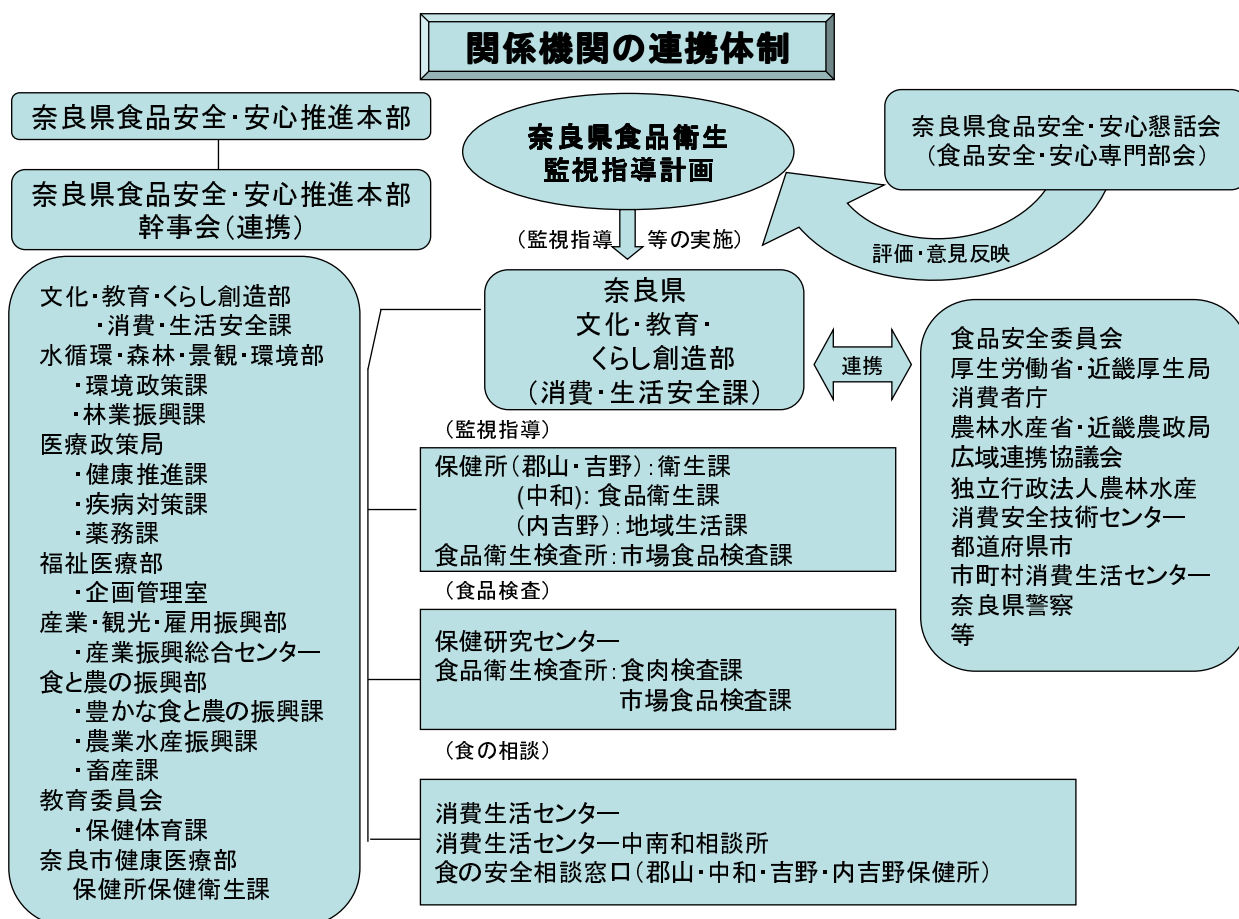 関係機関の連携体制
奈良県食品安全・安心推進本部
奈良県食品安全・安心推進本部
幹事会（連携）
文化・教育・くらし創造部
・消費・生活安全課
水循環・森林・景観・環境部
・環境政策課
・林業振興課
医療政策局
・健康推進課
・疾病対策課
・薬務課
福祉医療部
・企画管理室
産業・観光・雇用振興部
・産業振興総合センター
食と農の振興部
・豊かな食と農の振興課
・農業水産振興課
・畜産課
教育委員会
・保健体育課
奈良市健康医療部
保健所保健衛生課
奈良県食品衛生
監視指導計画
（監視指導 等の実施）
奈良県
文化・教育・
くらし創造部
（消費・生活安全課）
（監視指導）
保健所（郡山・吉野）：衛生課
（中和）：食品衛生課
（内吉野）：地域生活課
食品衛生検査所：市場食品検査課
（食品検査）
保健研究センター
食品衛生検査所：食肉検査課
市場食品検査課
（食の相談）
消費生活センター
消費生活センター中南和相談所
食の安全相談窓口（郡山・中和・吉野・内吉野保健所）
奈良県食品安全・安心懇話会
（食品安全・安心専門部会）
評価・意見反映
連携
食品安全委員会
厚生労働省・近畿厚生局
消費者庁
農林水産省・近畿農政局
広域連携協議会
独立行政法人農林水産
消費安全技術センター
都道府県市
市町村消費生活センター
奈良県警察
等